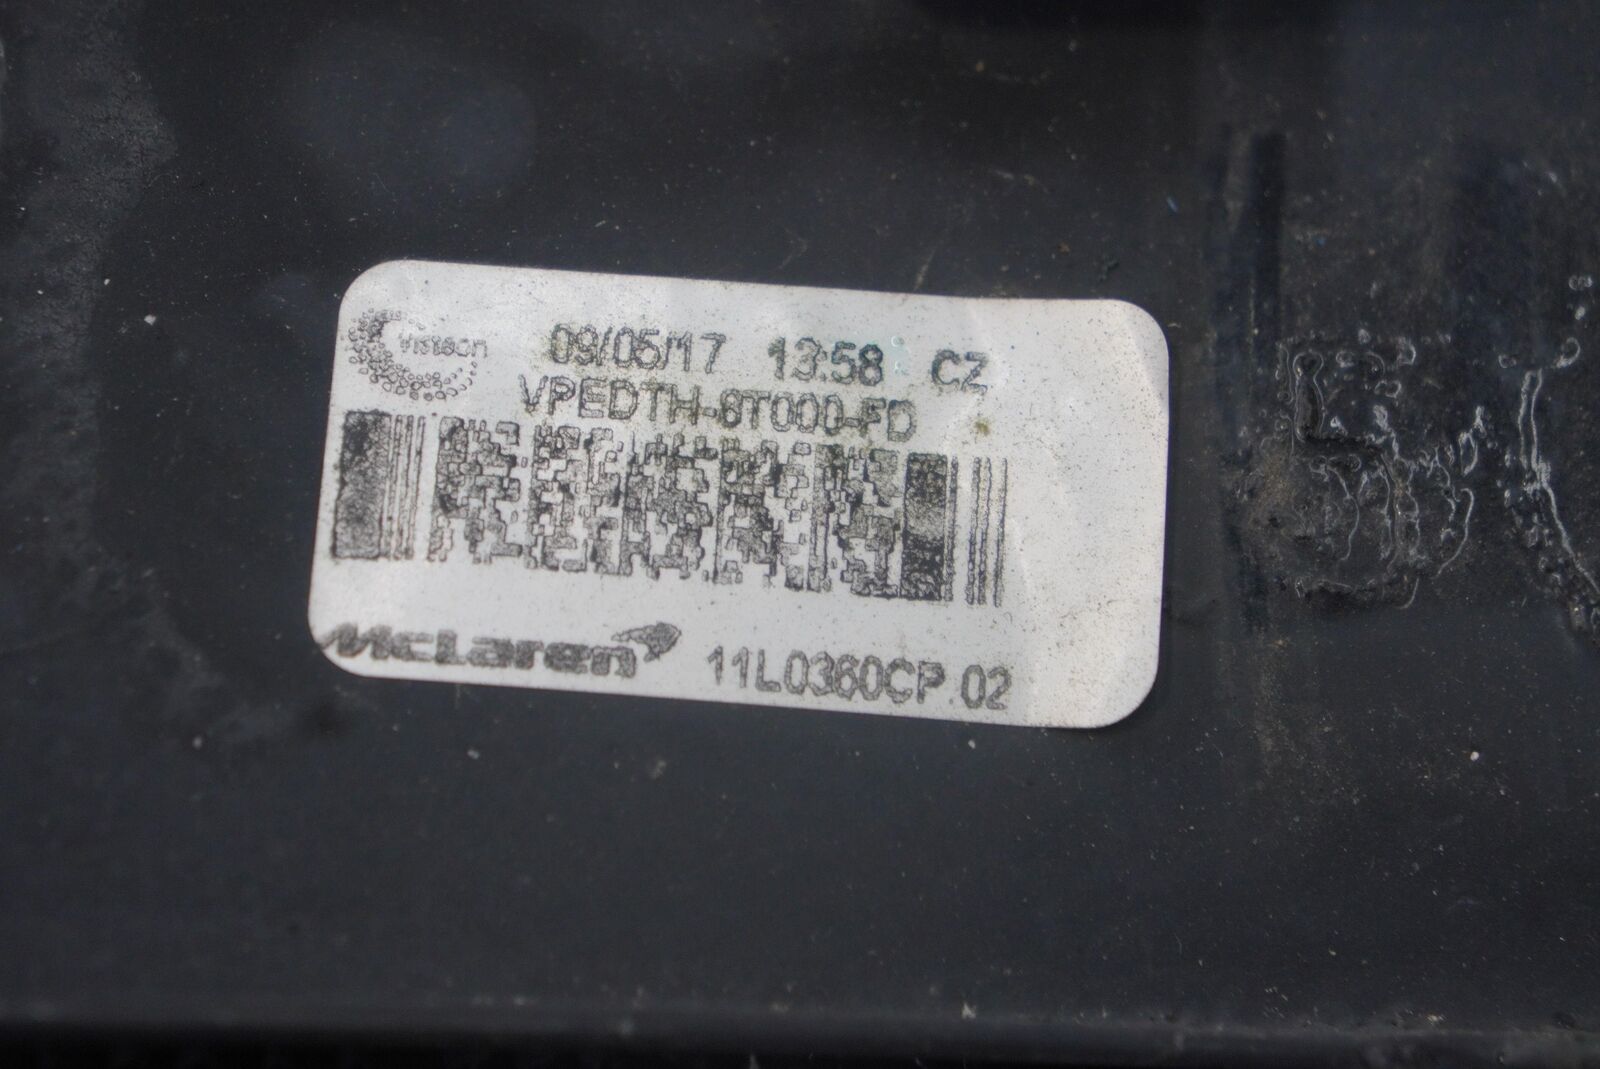 Visteon 09/05/17 13:58 CZ
VPEDTH-8T000-FD
McLaren 11L0360CP.02